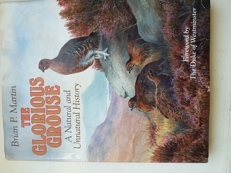 Brian P. Martin
THE
GLORIOUS
GROUSE
A Natural and
Unnatural History
Foreword by
The Duke of Westminster